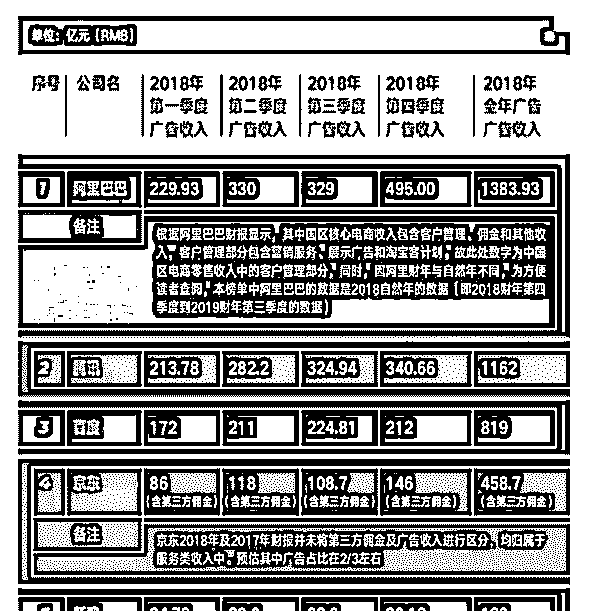 单位：亿元（RMB）
序号 公司名 2018年第一季度广告收入 2018年第二季度广告收入 2018年第三季度广告收入 2018年第四季度广告收入 2018年全年广告收入
1 阿里巴巴 229.93 330 329 495.00 1383.93
备注
根据阿里巴巴财报显示，其中国区核心电商收入包含客户管理、佣金和其他收
入，客户管理部分包含营销服务、展示广告和淘宝客计划，故此处数字为中国
区电商零售收入中的客户管理部分。同时，因阿里财年与自然年不同，为方便
读者查阅，本榜单中阿里巴巴的数据是2018自然年的数据（即2018财年第四
季度到2019财年第三季度的数据）
2 腾讯 213.78 282.2 324.94 340.66 1162
3 百度 172 211 224.81 212 819
4 京东 86 118 108.7 146 458.7
（含第三方佣金） （含第三方佣金） （含第三方佣金） （含第三方佣金） （含第三方佣金）
备注
京东2018年及2017年财报并未将第三方佣金及广告收入进行区分，均归属于
服务类收入中。预估其中广告占比在2/3左右